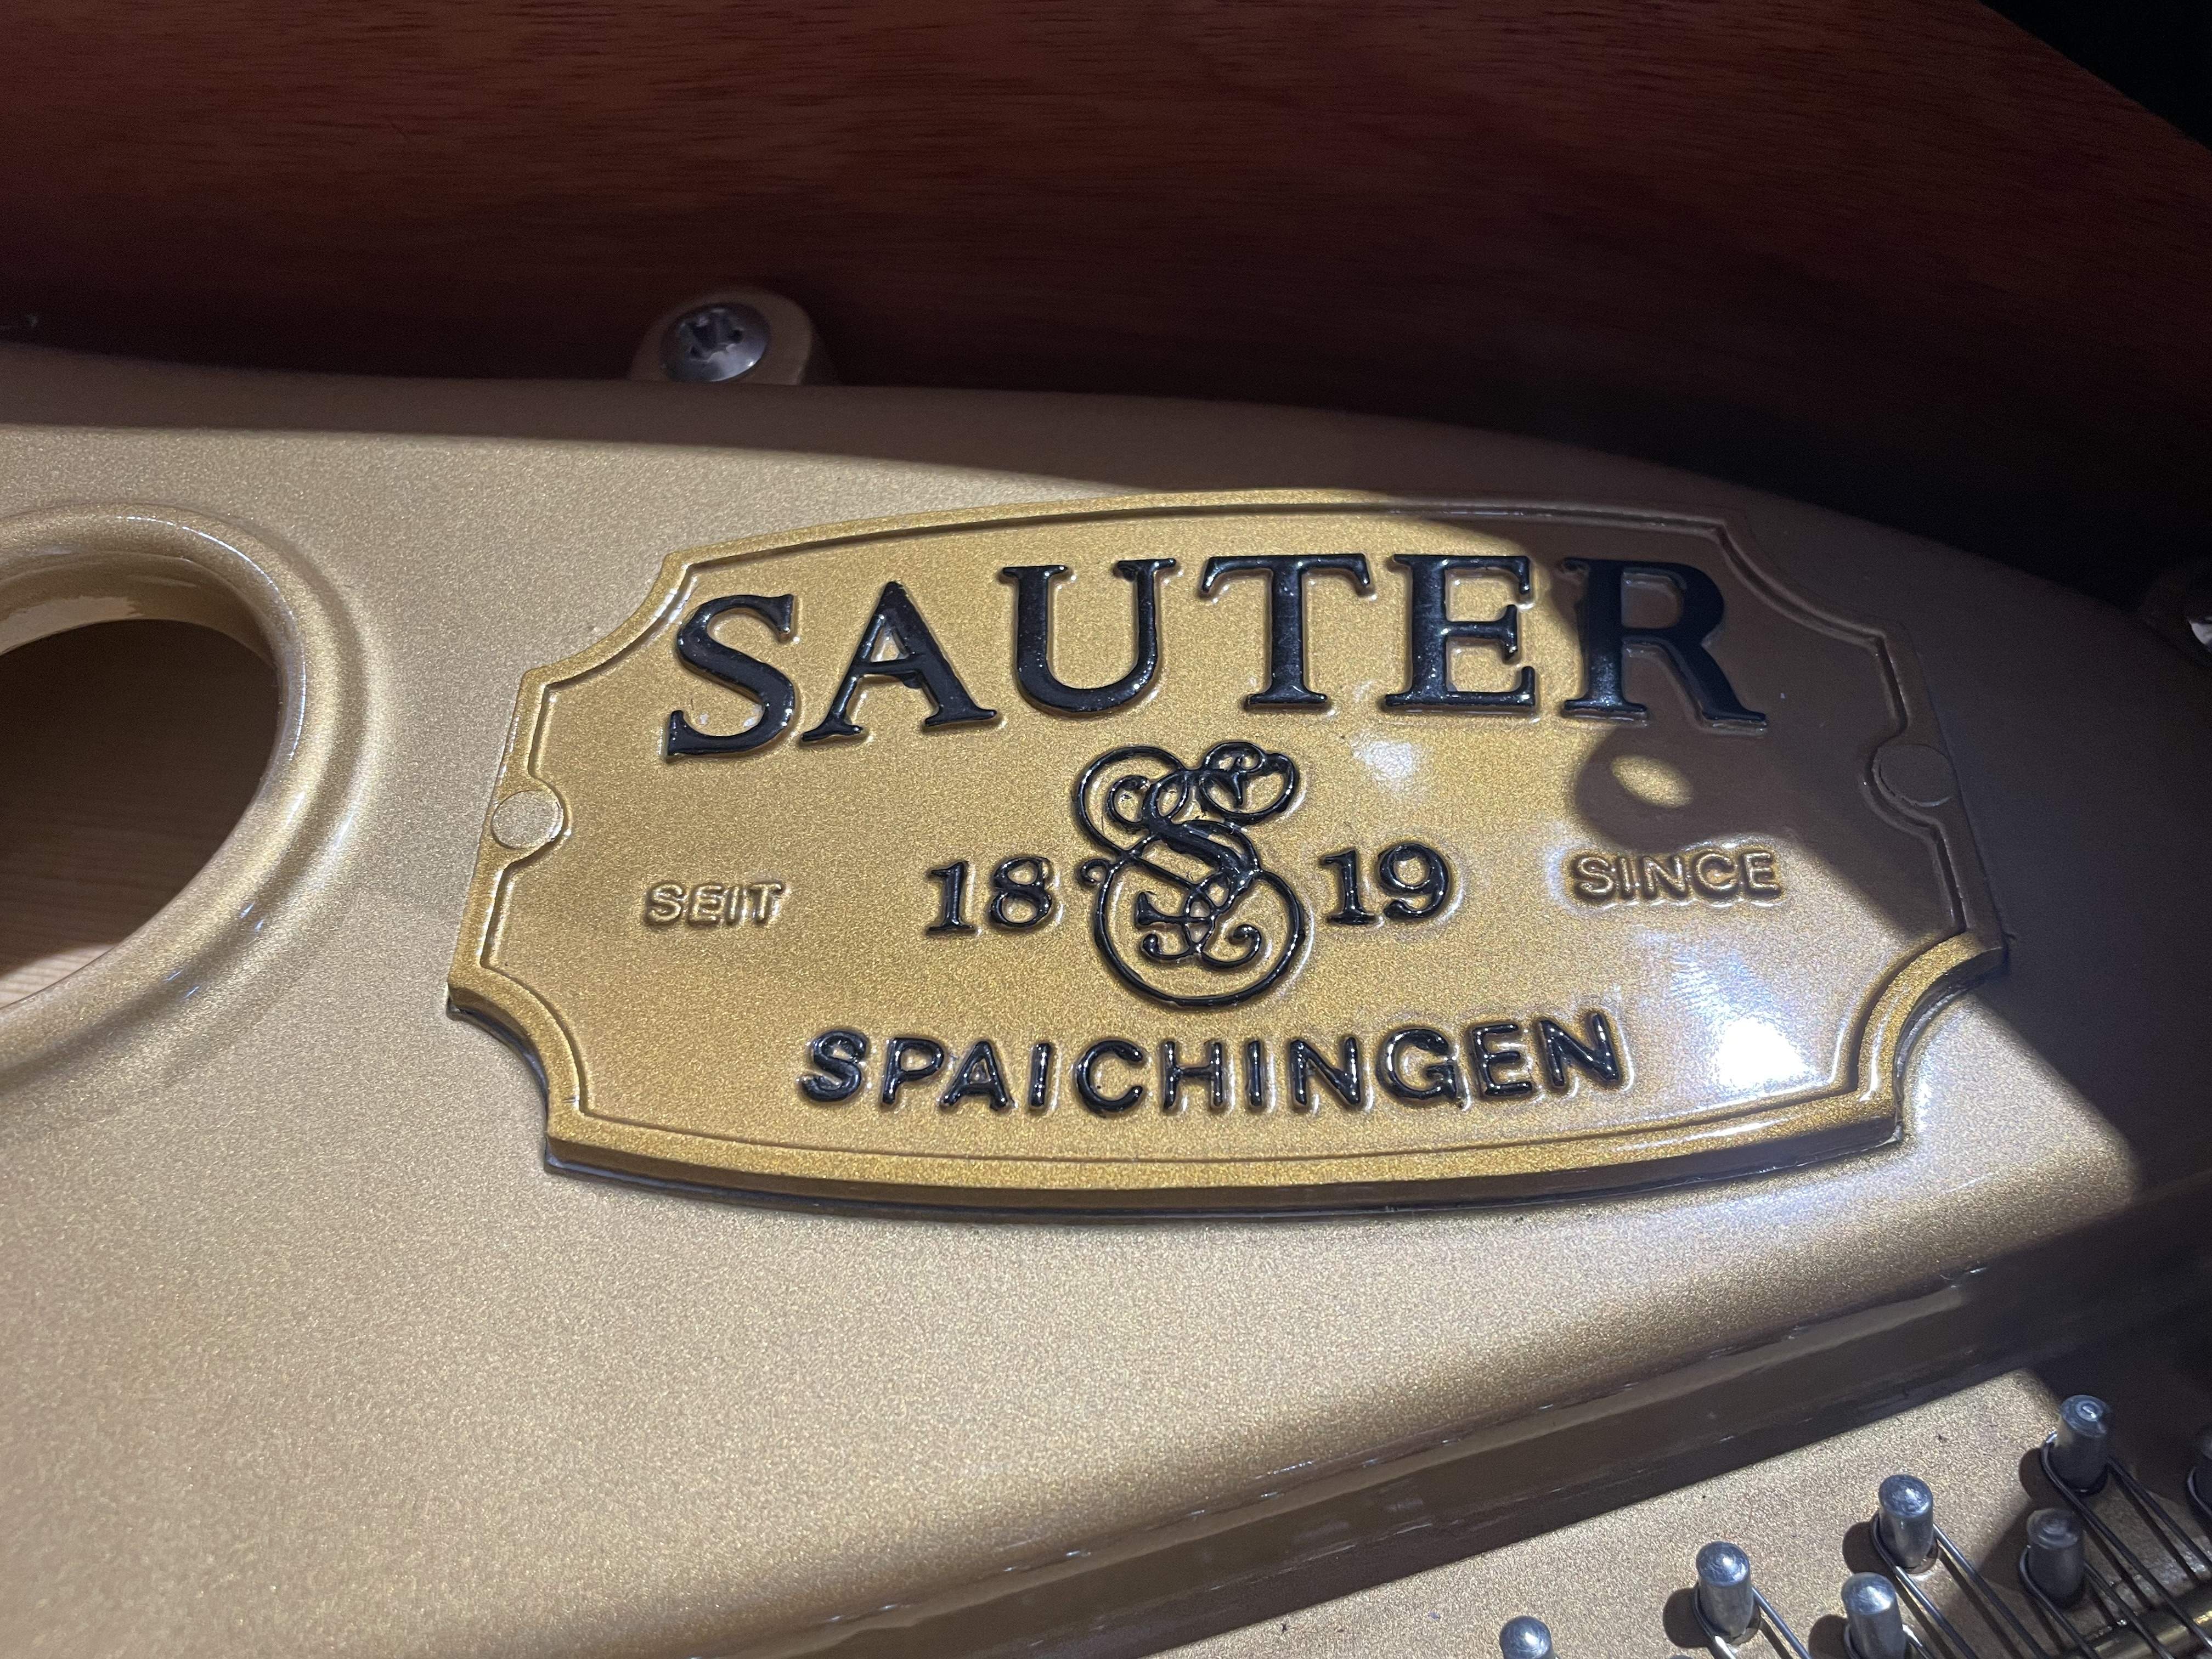 SAUTER
SEIT 18 19 SINCE
SPAICHINGEN